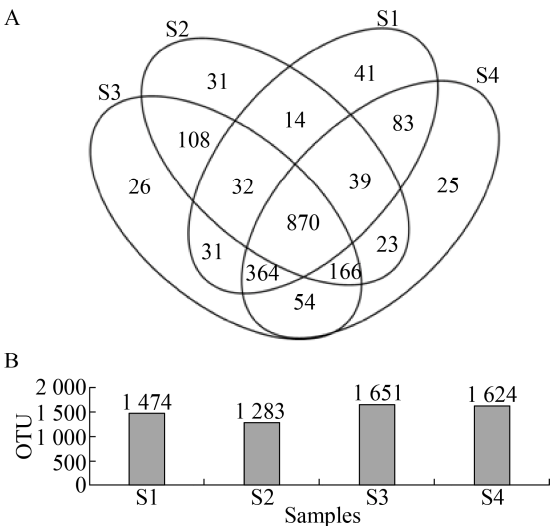 A
S1
S2
S4
S3
31
41
14
83
108
26
32
39
25
870
31
23
364
166
54
B
2 000
1 500
1 000
500
0
OTU
1 474
1 283
1 651
1 624
S1
S2
S3
S4
Samples